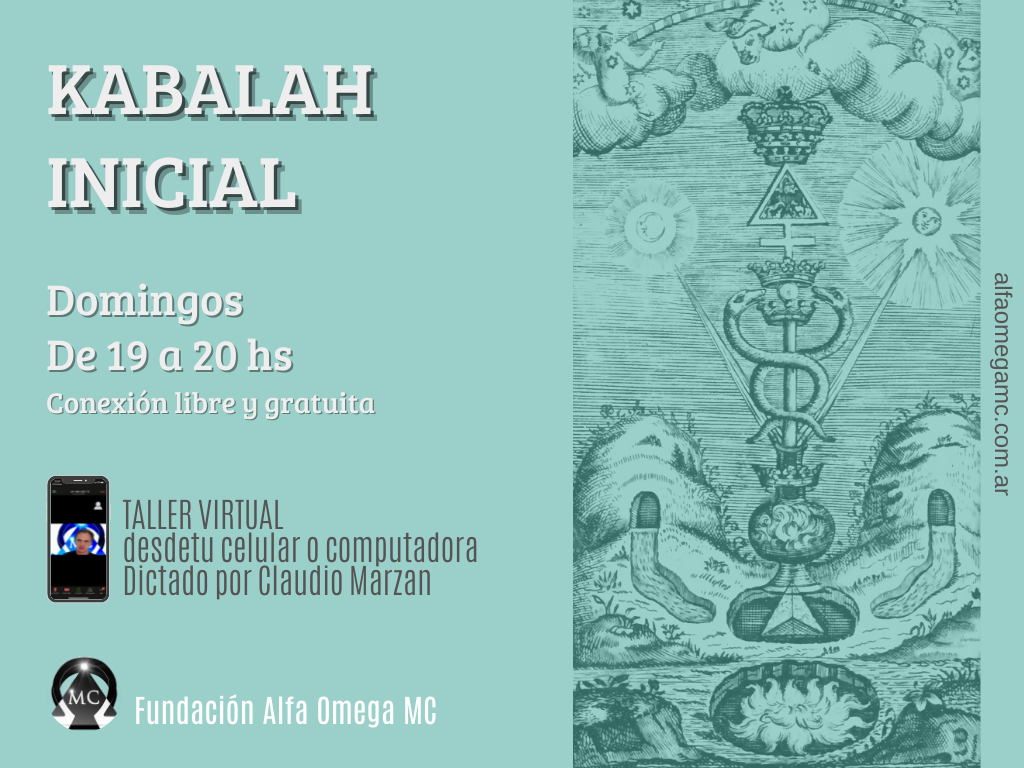 KABALAH
INICIAL
Domingos
De 19 a 20 hs
Conexión libre y gratuita
TALLER VIRTUAL
desdetu celular o computadora
Dictado por Claudio Marzan
MC
Fundación Alfa Omega MC
alfaomegamc.com.ar